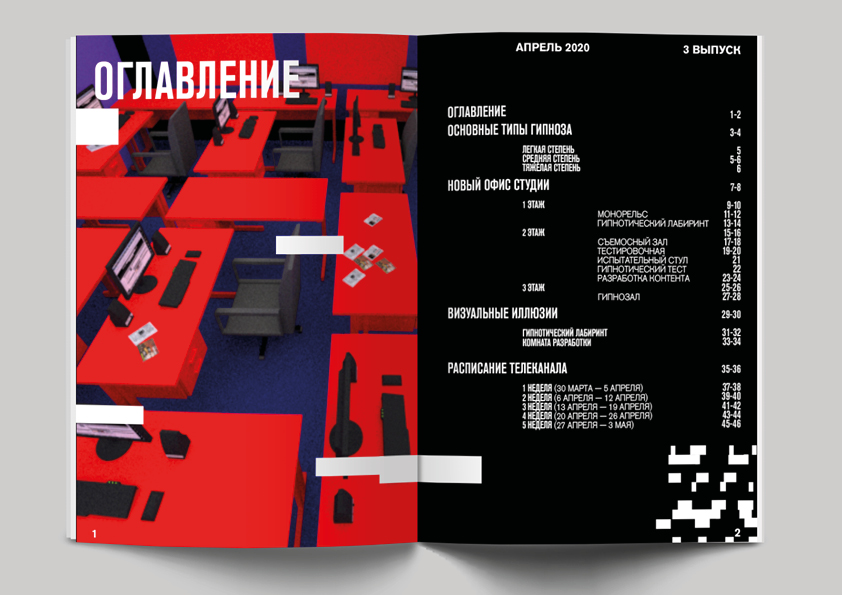 ОГЛАВЛЕНИЕ
1
АПРЕЛЬ 2020 3 ВЫПУСК
ОГЛАВЛЕНИЕ 1-2
ОСНОВНЫЕ ТИПЫ ГИПНОЗА 3-4
ЛЕГКАЯ СТЕПЕНЬ 5
СРЕДНЯЯ СТЕПЕНЬ 5-6
ТЯЖЕЛАЯ СТЕПЕНЬ 6
НОВЫЙ ОФИС СТУДИИ 7-8
1 ЭТАЖ 9-10
МОНОРЕЛЬС 11-12
ГИПНОТИЧЕСКИЙ ЛАБИРИНТ 13-14
2 ЭТАЖ 15-16
СЪЕМОСНЫЙ ЗАЛ 17-18
ТЕСТИРОВОЧНАЯ 19-20
ИСПЫТАТЕЛЬНЫЙ СТУЛ 21
ГИПНОТИЧЕСКИЙ ТЕСТ 22
РАЗРАБОТКА КОНТЕНТА 23-24
3 ЭТАЖ 25-26
ГИПНОЗАЛ 27-28
ВИЗУАЛЬНЫЕ ИЛЛЮЗИИ 29-30
ГИПНОТИЧЕСКИЙ ЛАБИРИНТ 31-32
КОМНАТА РАЗРАБОТКИ 33-34
РАСПИСАНИЕ ТЕЛЕКАНАЛА 35-36
1 НЕДЕЛЯ (30 МАРТА — 5 АПРЕЛЯ) 37-38
2 НЕДЕЛЯ (6 АПРЕЛЯ — 12 АПРЕЛЯ) 39-40
3 НЕДЕЛЯ (13 АПРЕЛЯ — 19 АПРЕЛЯ) 41-42
4 НЕДЕЛЯ (20 АПРЕЛЯ — 26 АПРЕЛЯ) 43-44
5 НЕДЕЛЯ (27 АПРЕЛЯ — 3 МАЯ) 45-46
2